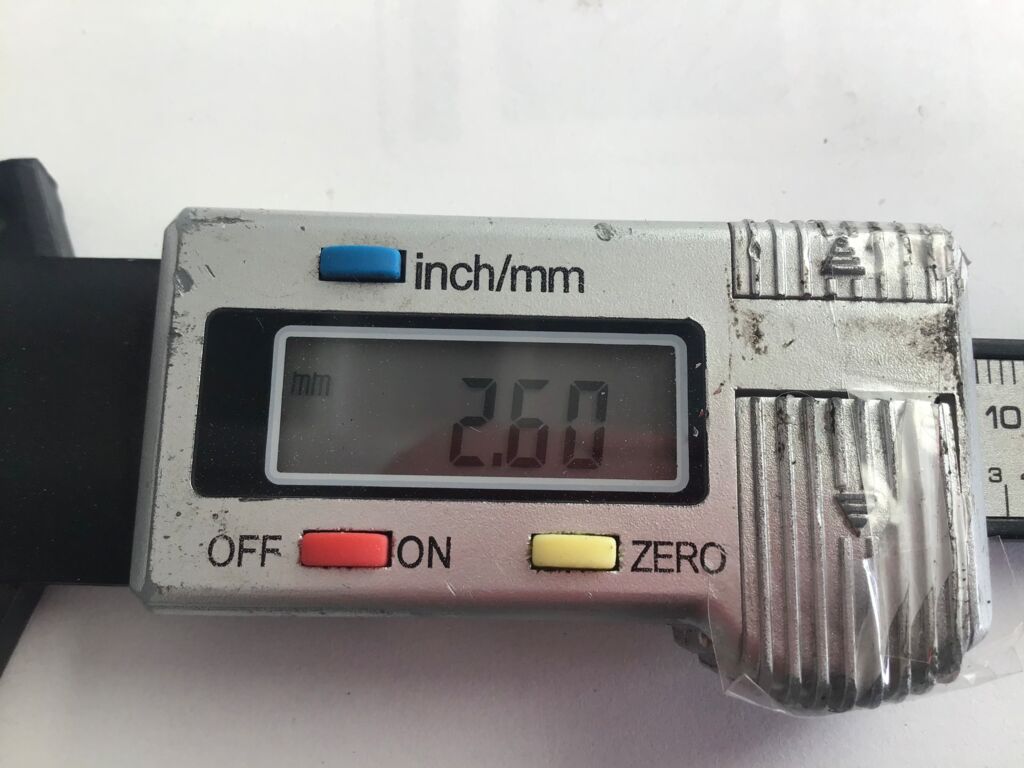 inch/mm
mm 2.60
10
3
OFF ON ZERO